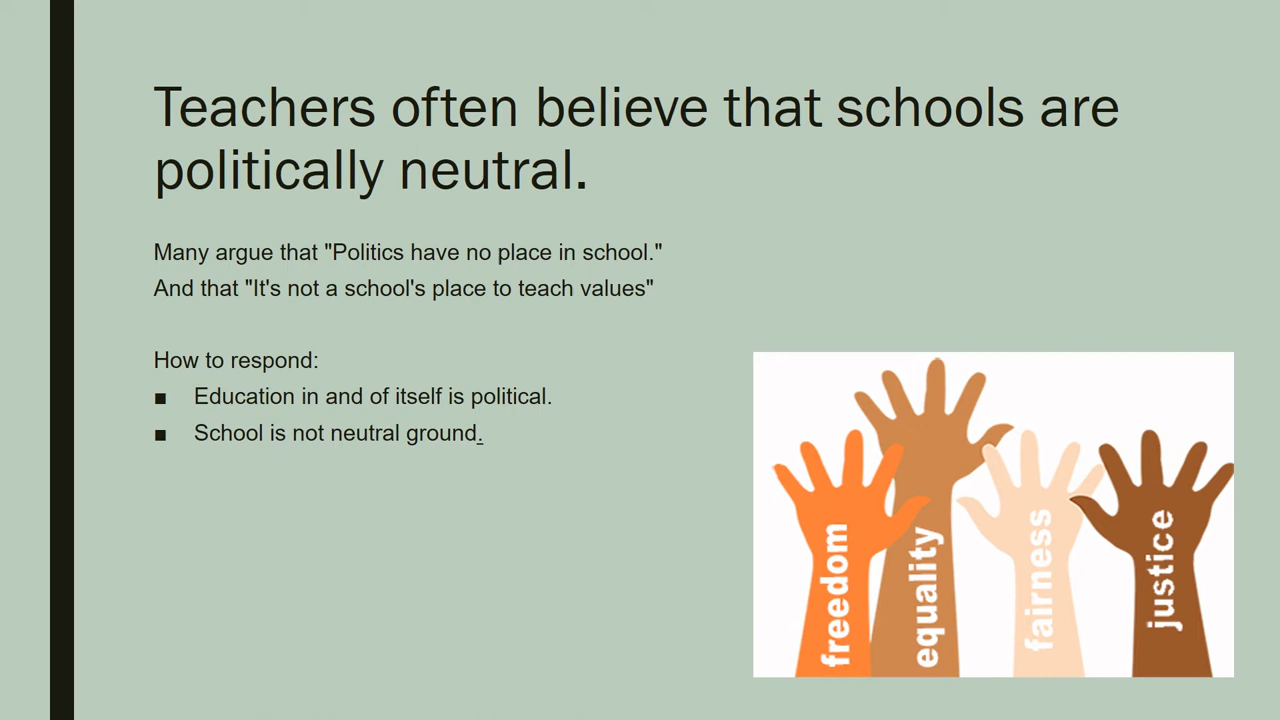 Teachers often believe that schools are
politically neutral.
Many argue that "Politics have no place in school."
And that "It's not a school's place to teach values"
How to respond:
■ Education in and of itself is political.
■ School is not neutral ground.
freedom
equality
fairness
justice